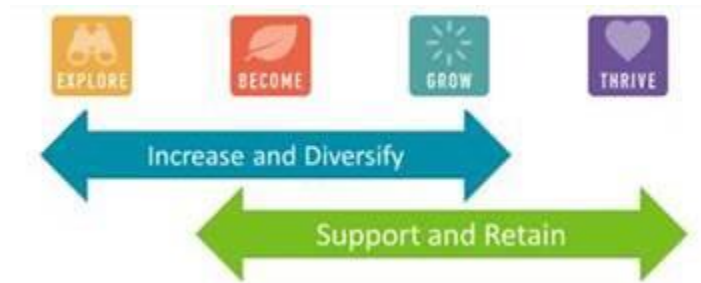 EXPLORE
BECOME
GROW
THRIVE
Increase and Diversify
Support and Retain